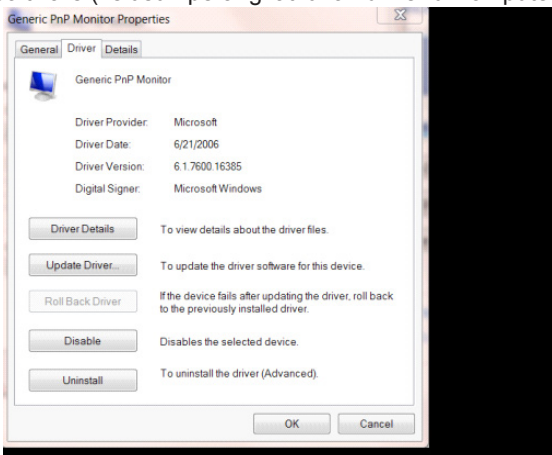 Generic PnP Monitor Properties
General Driver Details
Generic PnP Monitor
Driver Provider: Microsoft
Driver Date: 6/21/2006
Driver Version: 6.1.7600.16385
Digital Signer: Microsoft Windows
Driver Details To view details about the driver files.
Update Driver... To update the driver software for this device.
Roll Back Driver If the device fails after updating the driver, roll back
to the previously installed driver.
Disable Disables the selected device.
Uninstall To uninstall the driver (Advanced).
OK Cancel